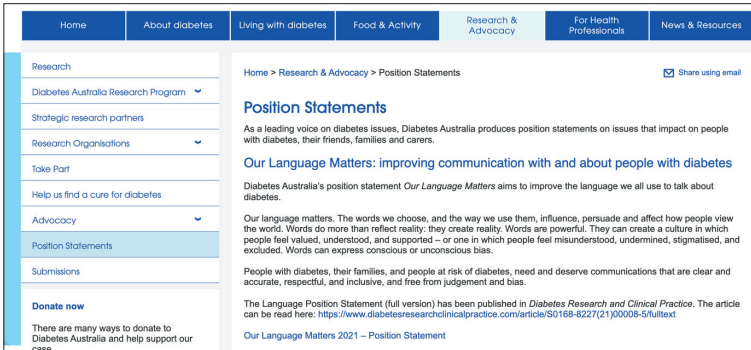 Home
About diabetes
Living with diabetes
Food & Activity
Research &
Advocacy
For Health
Professionals
News & Resources
Research
Diabetes Australia Research Program
Strategic research partners
Research Organisations
Take Part
Help us find a cure for diabetes
Advocacy
Position Statements
Submissions
Donate now
There are many ways to donate to
Diabetes Australia and help support our
case
Home > Research & Advocacy > Position Statements
Share using email
Position Statements
As a leading voice on diabetes issues, Diabetes Australia produces position statements on issues that impact on people
with diabetes, their friends, families and carers.
Our Language Matters: improving communication with and about people with diabetes
Diabetes Australia's position statement Our Language Matters aims to improve the language we all use to talk about
diabetes.
Our language matters. The words we choose, and the way we use them, influence, persuade and affect how people view
the world. Words do more than reflect reality: they create reality. Words are powerful. They can create a culture in which
people feel valued, understood, and supported – or one in which people feel misunderstood, undermined, stigmatised, and
excluded. Words can express conscious or unconscious bias.
People with diabetes, their families, and people at risk of diabetes, need and deserve communications that are clear and
accurate, respectful, and inclusive, and free from judgement and bias.
The Language Position Statement (full version) has been published in Diabetes Research and Clinical Practice. The article
can be read here: https://www.diabetesresearchclinicalpractice.com/article/S0168-8227(21)00008-5/fulltext
Our Language Matters 2021 – Position Statement